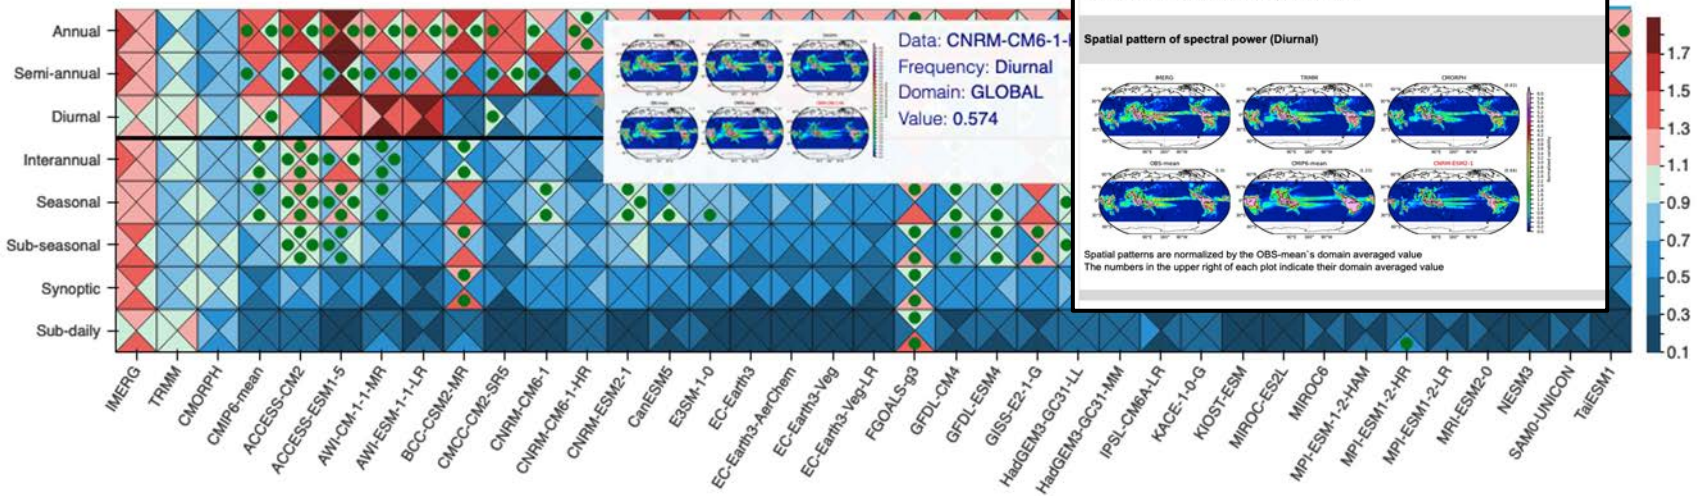 Annual
Semi-annual
Diurnal
Interannual
Seasonal
Sub-seasonal
Synoptic
Sub-daily
Data: CNRM-CM6-1-
Frequency: Diurnal
Domain: GLOBAL
Value: 0.574
Spatial pattern of spectral power (Diurnal)
IMERG
TRMM
CMORPH
OBS-mean
CMIP6-mean
CNRM-ESM2-1
Spatial patterns are normalized by the OBS-mean`s domain averaged value
The numbers in the upper right of each plot indicate their domain averaged value
1.7
1.5
1.3
1.1
0.9
0.7
0.5
0.3
0.1
IMERG
TRMM
CMORPH
CMIP6-mean
ACCESS-CM2
ACCESS-ESM1-5
AWI-CM-1-1-MR
AWI-ESM-1-1-LR
BCC-CSM2-MR
CMCC-CM2-SR5
CNRM-CM6-1
CNRM-CM6-1-HR
CNRM-ESM2-1
CanESM5
E3SM-1-0
EC-Earth3
EC-Earth3-AerChem
EC-Earth3-Veg
EC-Earth3-Veg-LR
FGOALS-g3
GFDL-CM4
GFDL-ESM4
GISS-E2-1-G
HadGEM3-GC31-LL
HadGEM3-GC31-MM
IPSL-CM6A-LR
KACE-1-0-G
KIOST-ESM
MIROC-ES2L
MIROC6
MPI-ESM-1-2-HAM
MPI-ESM1-2-HR
MPI-ESM1-2-LR
MRI-ESM2-0
NESM3
SAM0-UNICON
TaiESM1